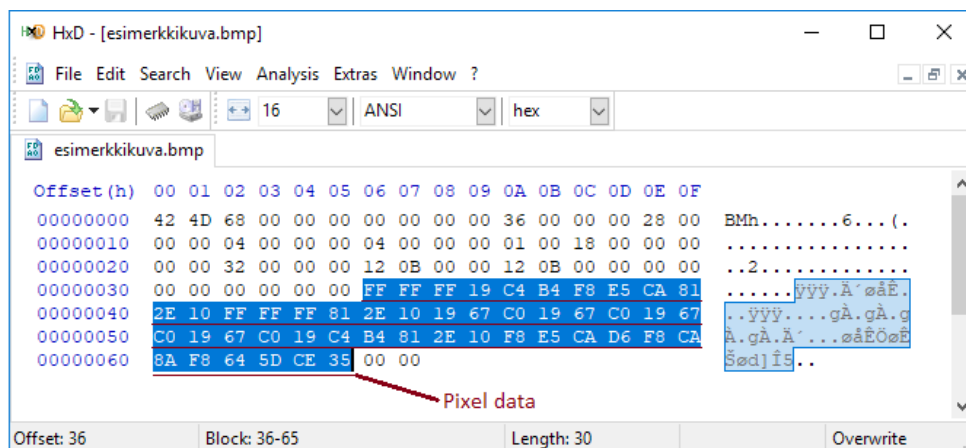 HxD - [esimerkkikuva.bmp]
File Edit Search View Analysis Extras Window ?
16 ANSI hex
esimerkkikuva.bmp
Offset(h) 00 01 02 03 04 05 06 07 08 09 0A 0B 0C 0D 0E 0F
00000000 42 4D 68 00 00 00 00 00 00 00 36 00 00 00 28 00 BMh.......6...(.
00000010 00 00 04 00 00 00 04 00 00 00 01 00 18 00 00 00 ................
00000020 00 00 32 00 00 00 12 0B 00 00 12 0B 00 00 00 00 ..2.............
00000030 00 00 00 00 00 00 FF FF FF 19 C4 B4 F8 E5 CA 81 ......ÿÿÿ.Ä´øåÊ.
00000040 2E 10 FF FF FF 81 2E 10 19 67 C0 19 67 C0 19 67 ..ÿÿÿ....gÀ.gÀ.g
00000050 C0 19 67 C0 19 C4 B4 81 2E 10 F8 E5 CA D6 F8 CA À.gÀ.Ä´...øåÊÖøÊ
00000060 8A F8 64 5D CE 35 00 00 Šød]Î5..
Pixel data
Offset: 36 Block: 36-65 Length: 30 Overwrite